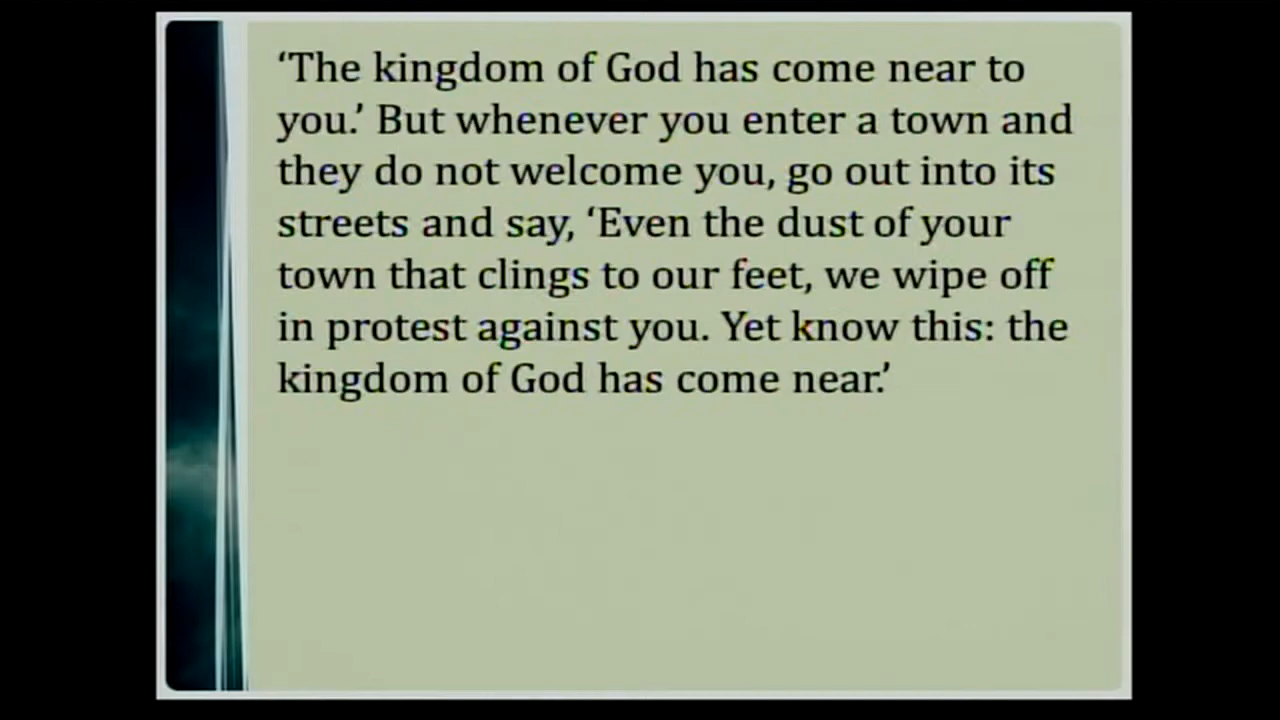 ‘The kingdom of God has come near to
you.’ But whenever you enter a town and
they do not welcome you, go out into its
streets and say, ‘Even the dust of your
town that clings to our feet, we wipe off
in protest against you. Yet know this: the
kingdom of God has come near.’